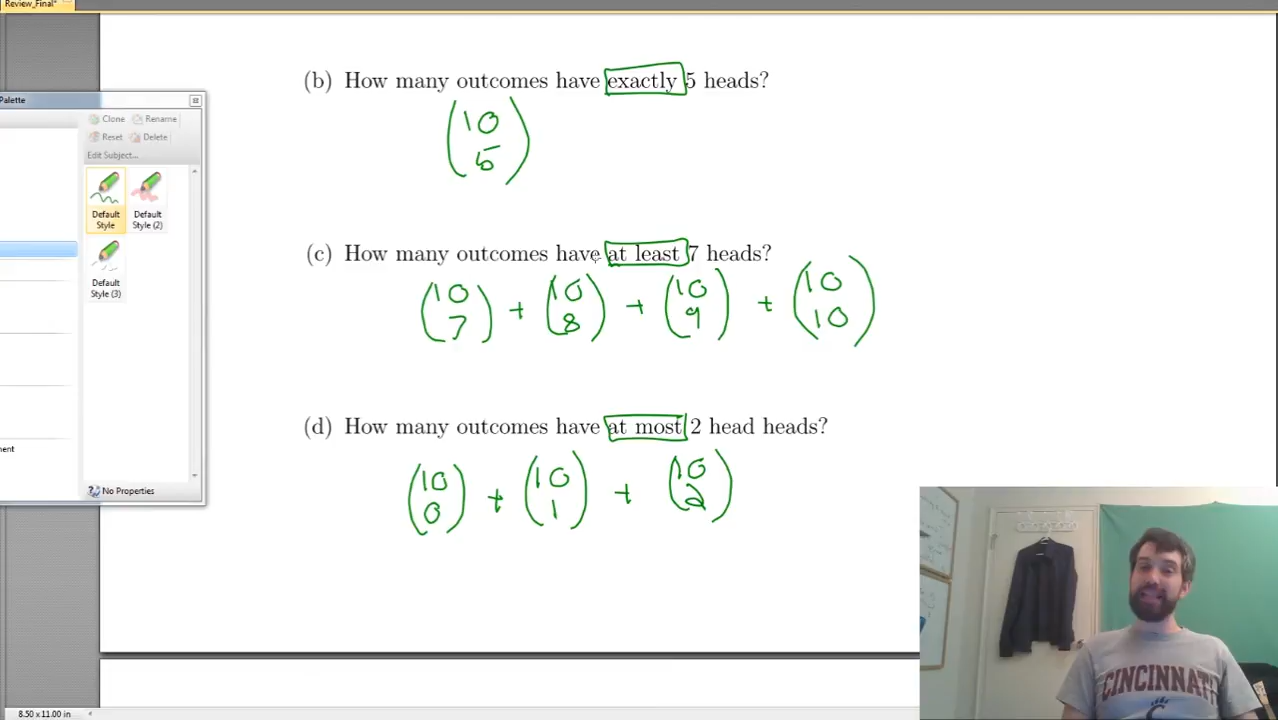 Review_Final*
(b) How many outcomes have exactly 5 heads?
(10 5)
Palette
Clone Rename
Reset Delete
Edit Subject...
Default Style
Default Style (2)
Default Style (3)
(c) How many outcomes have at least 7 heads?
(10 7) + (10 8) + (10 9) + (10 10)
(d) How many outcomes have at most 2 head heads?
(10 0) + (10 1) + (10 2)
No Properties
CINCINNATI
C
8.50 x 11.00 in